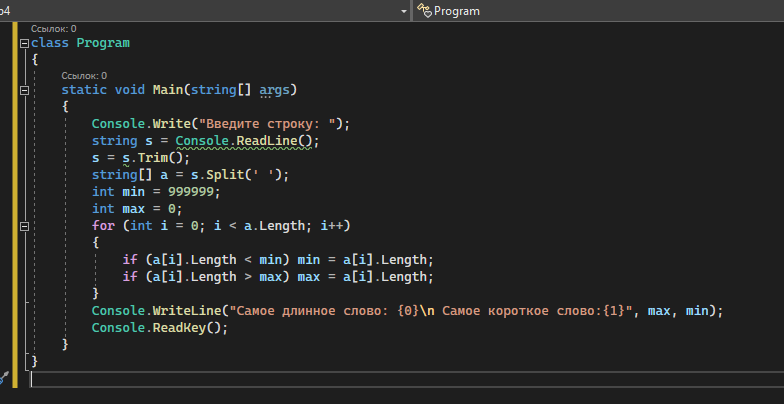 р4 Program
Ссылок: 0
class Program
{
Ссылок: 0
static void Main(string[] args)
{
Console.Write("Введите строку: ");
string s = Console.ReadLine();
s = s.Trim();
string[] a = s.Split(' ');
int min = 999999;
int max = 0;
for (int i = 0; i < a.Length; i++)
{
if (a[i].Length < min) min = a[i].Length;
if (a[i].Length > max) max = a[i].Length;
}
Console.WriteLine("Самое длинное слово: {0}\n Самое короткое слово:{1}", max, min);
Console.ReadKey();
}
}